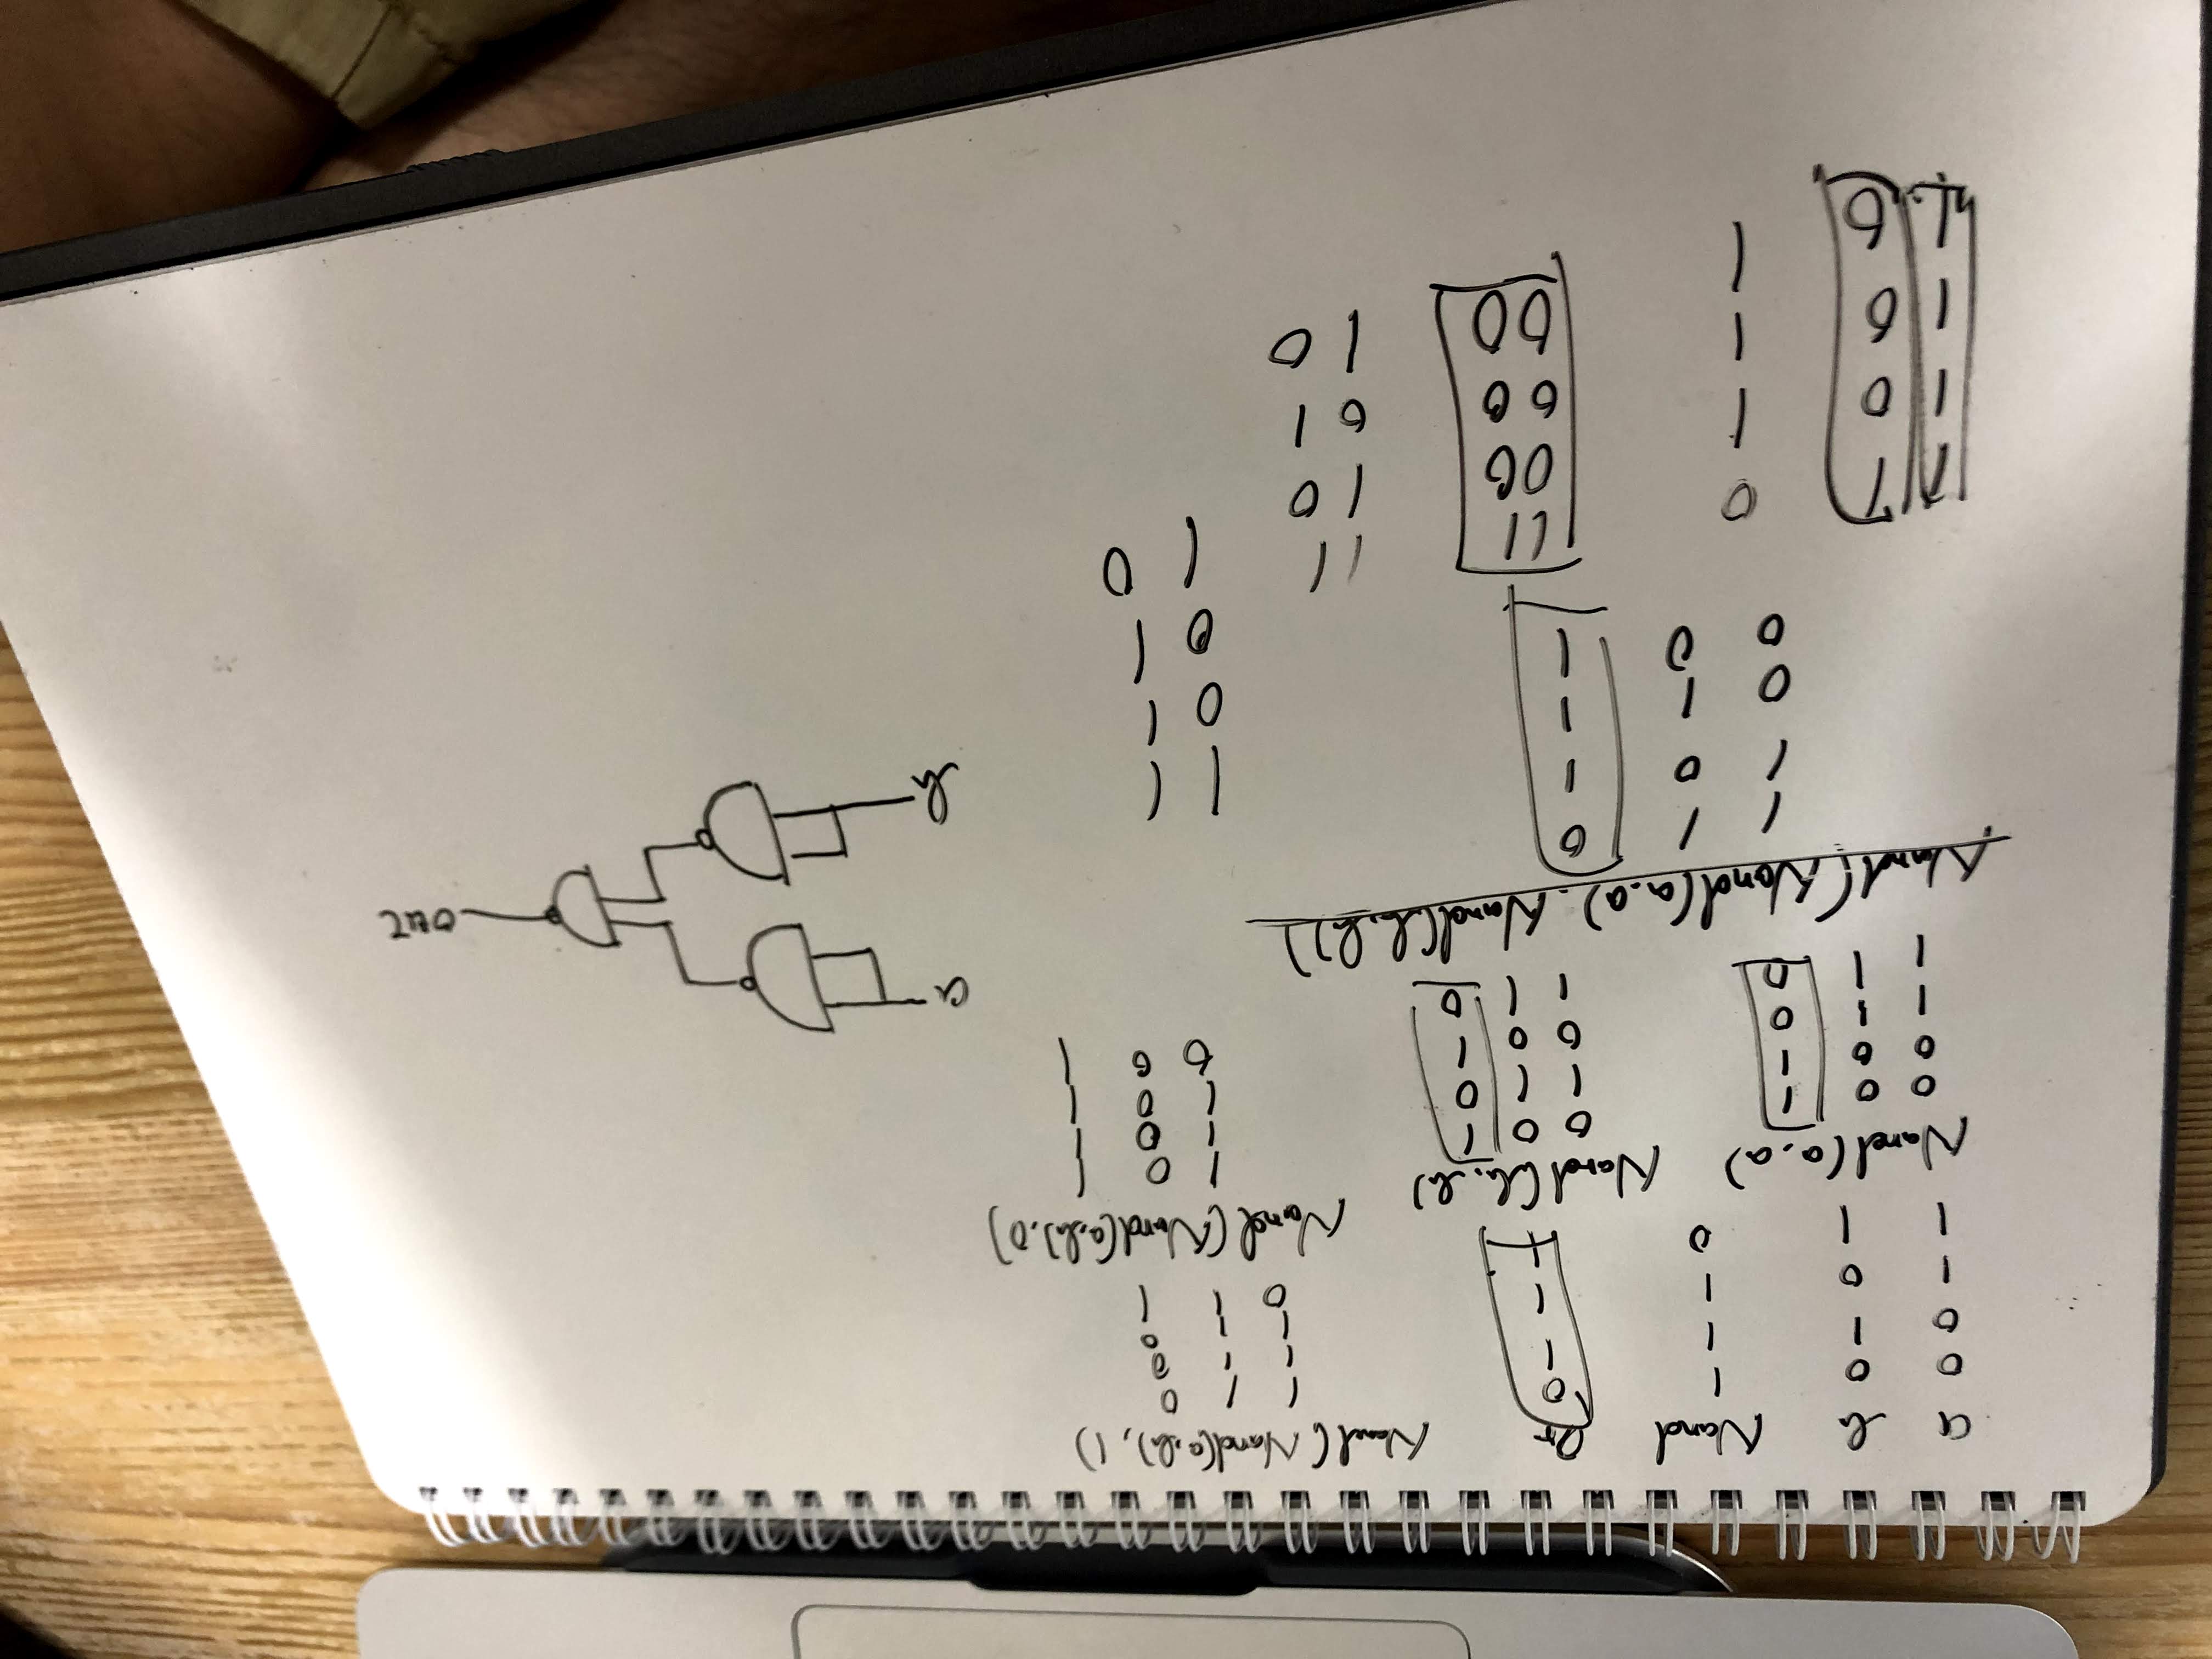 a b Nand Or
0 0 1 0
0 1 1 1
1 0 1 1
1 1 0 1
Nand(Nand(a,b),1)
1 1 0
1 1 0
1 1 0
0 1 1
Nand(Nand(a,b),0)
1 0 1
1 0 1
1 0 1
0 0 1
Nand(a,a)
0 0 1
0 0 1
1 1 0
1 1 0
Nand(b,b)
0 0 1
1 1 0
0 0 1
1 1 0
Nand(Nand(a,a),Nand(b,b))
1 1 0
1 0 1
0 1 1
0 0 1
a
b
out
1 1
0 1
0 1
1 0
1 1 0
1 0 1
1 0 1
1 0 1
11
00
00
00
11
10
01
10